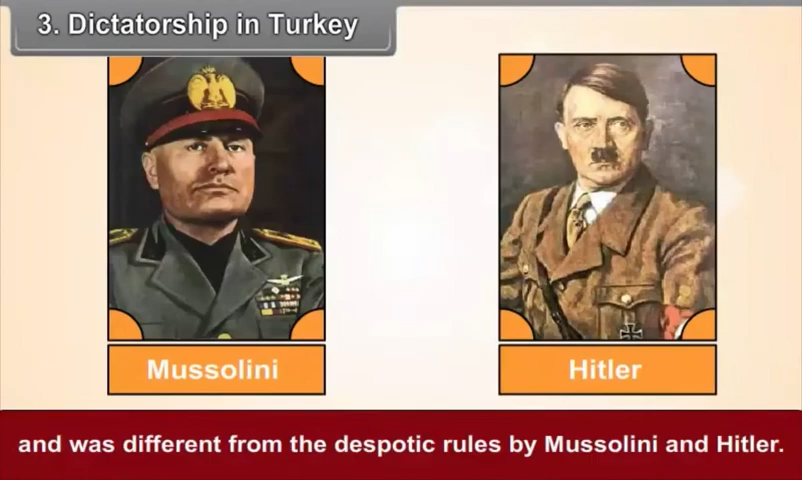 3. Dictatorship in Turkey
Mussolini
Hitler
and was different from the despotic rules by Mussolini and Hitler.